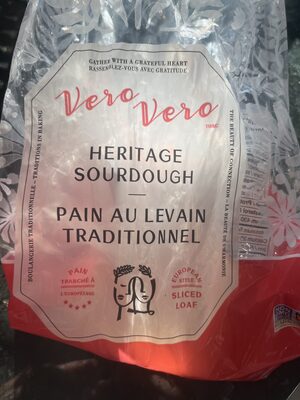 GATHER WITH A GRATEFUL HEART
RASSEMBLEZ-VOUS AVEC GRATITUDE
Vero Vero
HERITAGE
SOURDOUGH
PAIN AU LEVAIN
TRADITIONNEL
BOULANGERIE TRADITIONNELLE – TRADITIONS IN BAKING
THE BEAUTY OF CONNECTION – LA BEAUTÉ DE L'HARMONIE
PAIN
TRANCHÉ À
L'EUROPÉENNE
EUROPEAN
STYLE
SLICED
LOAF